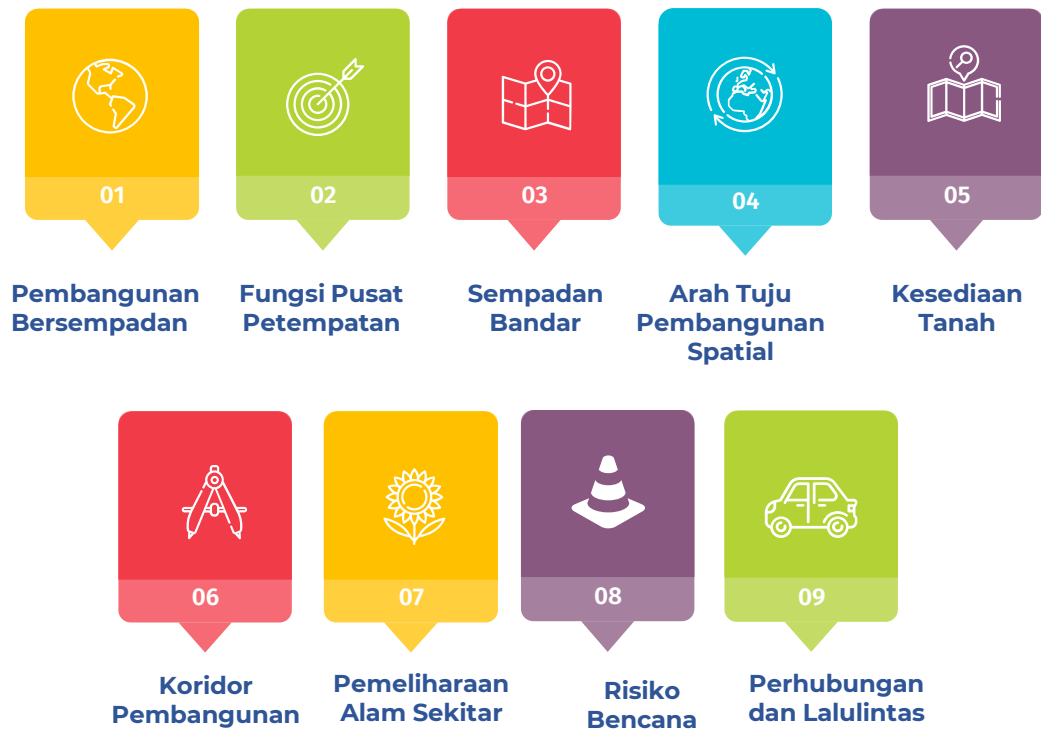 01
02
03
04
05
Pembangunan
Bersempadan
Fungsi Pusat
Petempatan
Sempadan
Bandar
Arah Tuju
Pembangunan
Spatial
Kesediaan
Tanah
06
07
08
09
Koridor
Pembangunan
Pemeliharaan
Alam Sekitar
Risiko
Bencana
Perhubungan
dan Lalulintas